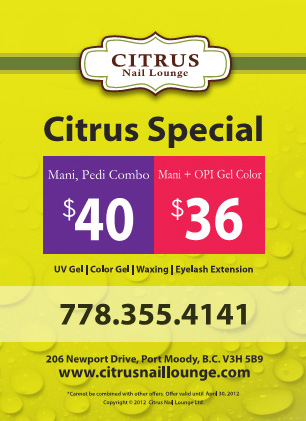 CITRUS
Nail Lounge
Citrus Special
Mani, Pedi Combo
$40
Mani + OPI Gel Color
$36
UV Gel | Color Gel | Waxing | Eyelash Extension
778.355.4141
206 Newport Drive, Port Moody, B.C. V3H 5B9
www.citrusnaillounge.com
*Cannot be combined with other offers. Offer valid until April 30, 2012
Copyright © 2012 Citrus Nail Lounge Ltd.